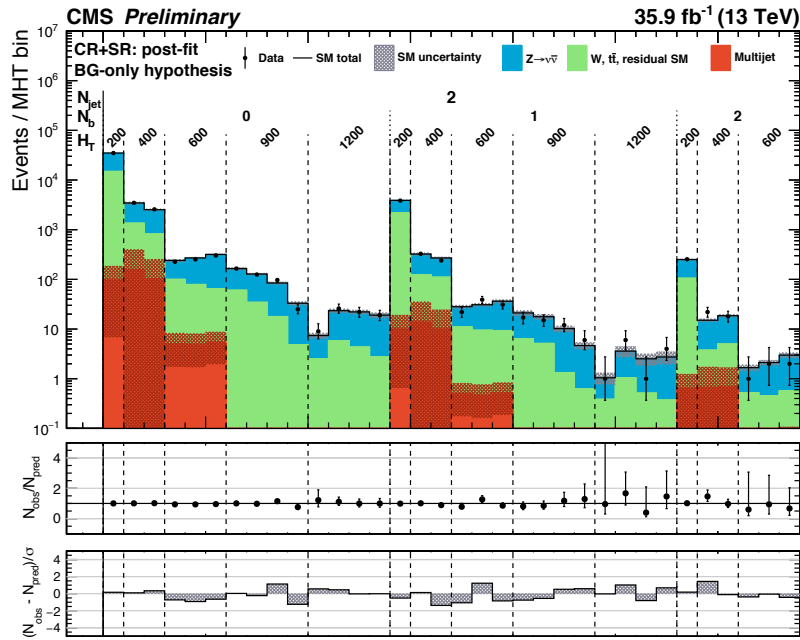 CMS Preliminary 35.9 fb⁻¹ (13 TeV)
CR+SR: post-fit
BG-only hypothesis
Data
SM total
SM uncertainty
Z→νν̅
W, tt̅, residual SM
Multijet
N_jet 2
N_b 0 1 2
H_T 200 400 600 900 1200 200 400 600 900 1200 200 400 600
Events / MHT bin
10⁷
10⁶
10⁵
10⁴
10³
10²
10
1
10⁻¹
N_obs/N_pred
4
2
0
(N_obs - N_pred)/σ
4
2
0
-2
-4